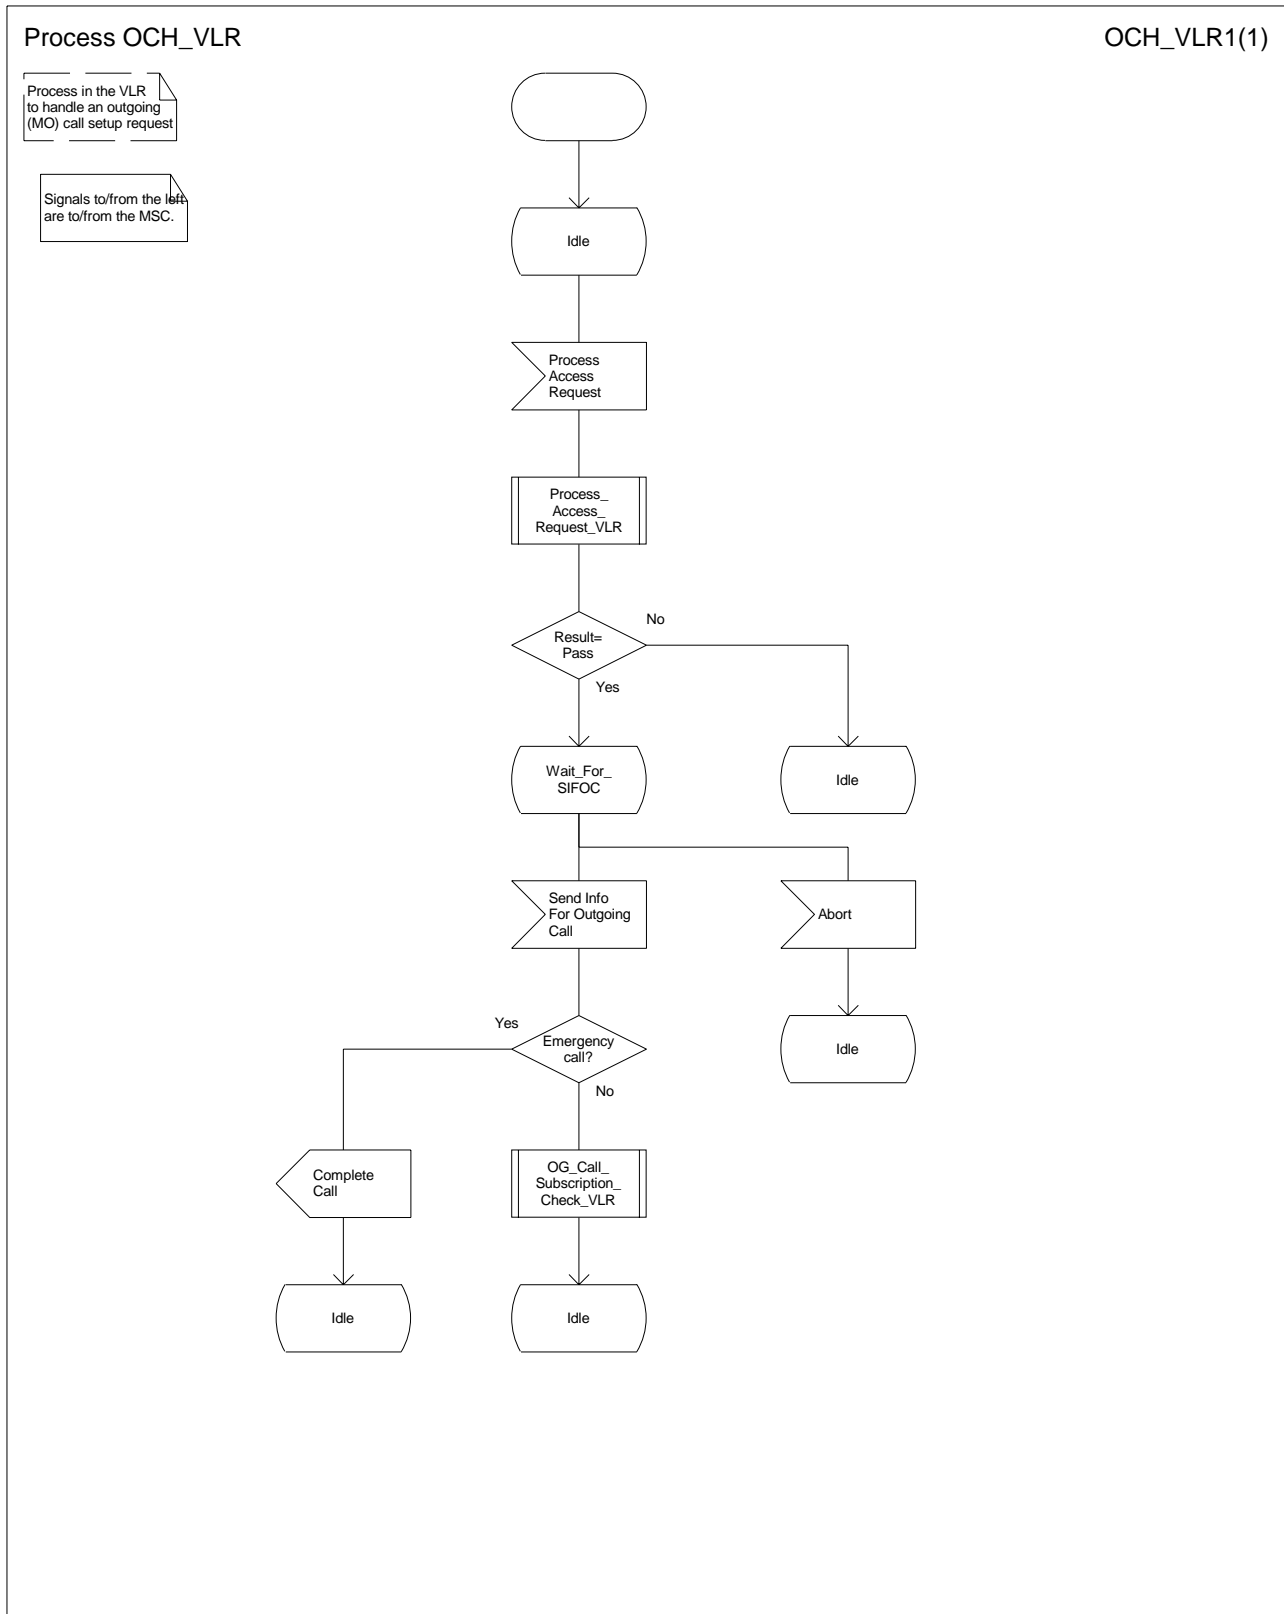 Process OCH_VLR
OCH_VLR1(1)
Process in the VLR
to handle an outgoing
(MO) call setup request
Signals to/from the left
are to/from the MSC.
Idle
Process
Access
Request
Process_
Access_
Request_VLR
Result=
Pass
No
Yes
Wait_For_
SIFOC
Idle
Send Info
For Outgoing
Call
Abort
Yes
Emergency
call?
Idle
No
Complete
Call
OG_Call_
Subscription_
Check_VLR
Idle
Idle